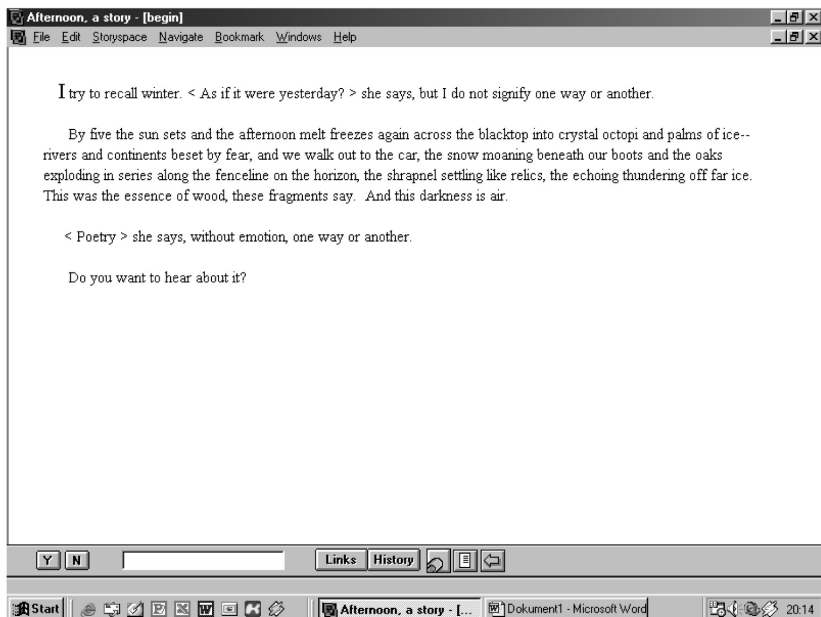 Afternoon, a story - [begin]
File Edit Storyspace Navigate Bookmark Windows Help
I try to recall winter. < As if it were yesterday? > she says, but I do not signify one way or another.
By five the sun sets and the afternoon melt freezes again across the blacktop into crystal octopi and palms of ice--
rivers and continents beset by fear, and we walk out to the car, the snow moaning beneath our boots and the oaks
exploding in series along the fenceline on the horizon, the shrapnel settling like relics, the echoing thundering off far ice.
This was the essence of wood, these fragments say. And this darkness is air.
< Poetry > she says, without emotion, one way or another.
Do you want to hear about it?
Y N Links History
Start Afternoon, a story - [... Dokument1 - Microsoft Word 20:14